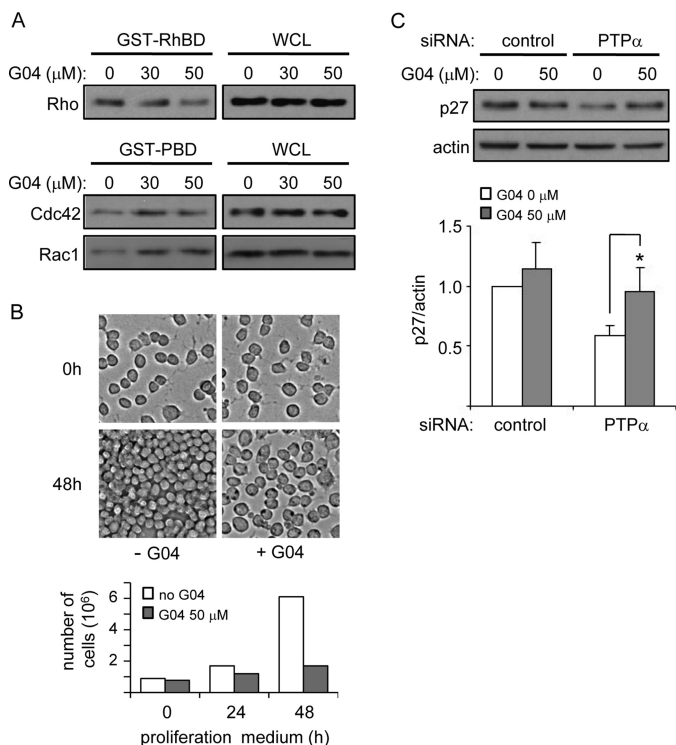 A
GST-RhBD WCL
G04 (μM): 0 30 50 0 30 50
Rho
GST-PBD WCL
G04 (μM): 0 30 50 0 30 50
Cdc42
Rac1
B
0h
48h
- G04 + G04
number of cells (10⁶)
6
4
2
no G04
G04 50 μM
0 24 48
proliferation medium (h)
C
siRNA: control PTPα
G04 (μM): 0 50 0 50
p27
actin
G04 0 μM
G04 50 μM
p27/actin
1.5
1.0
0.5
*
siRNA: control PTPα